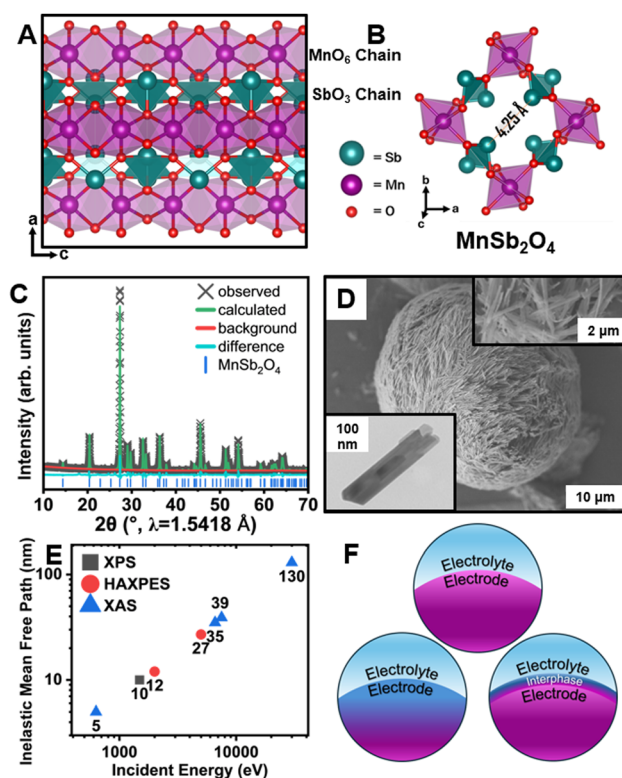 A
MnO₆ Chain
SbO₃ Chain
a
c
B
4.25 Å
= Sb
= Mn
= O
b
a
c
MnSb₂O₄
C
observed
calculated
background
difference
MnSb₂O₄
Intensity (arb. units)
10 20 30 40 50 60 70
2θ (°, λ=1.5418 Å)
D
2 µm
100
nm
10 µm
E
XPS
HAXPES
XAS
Inelastic Mean Free Path (nm)
100
10
130
39
35
27
10
12
5
1000
10000
Incident Energy (eV)
F
Electrolyte
Electrode
Electrolyte
Electrode
Electrolyte
Interphase
Electrode